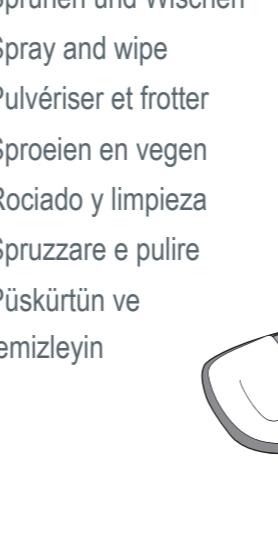 Sprühen und Wischen
Spray and wipe
Pulvériser et frotter
Sproeien en vegen
Rociado y limpieza
Spruzzare e pulire
Püskürtün ve
temizleyin